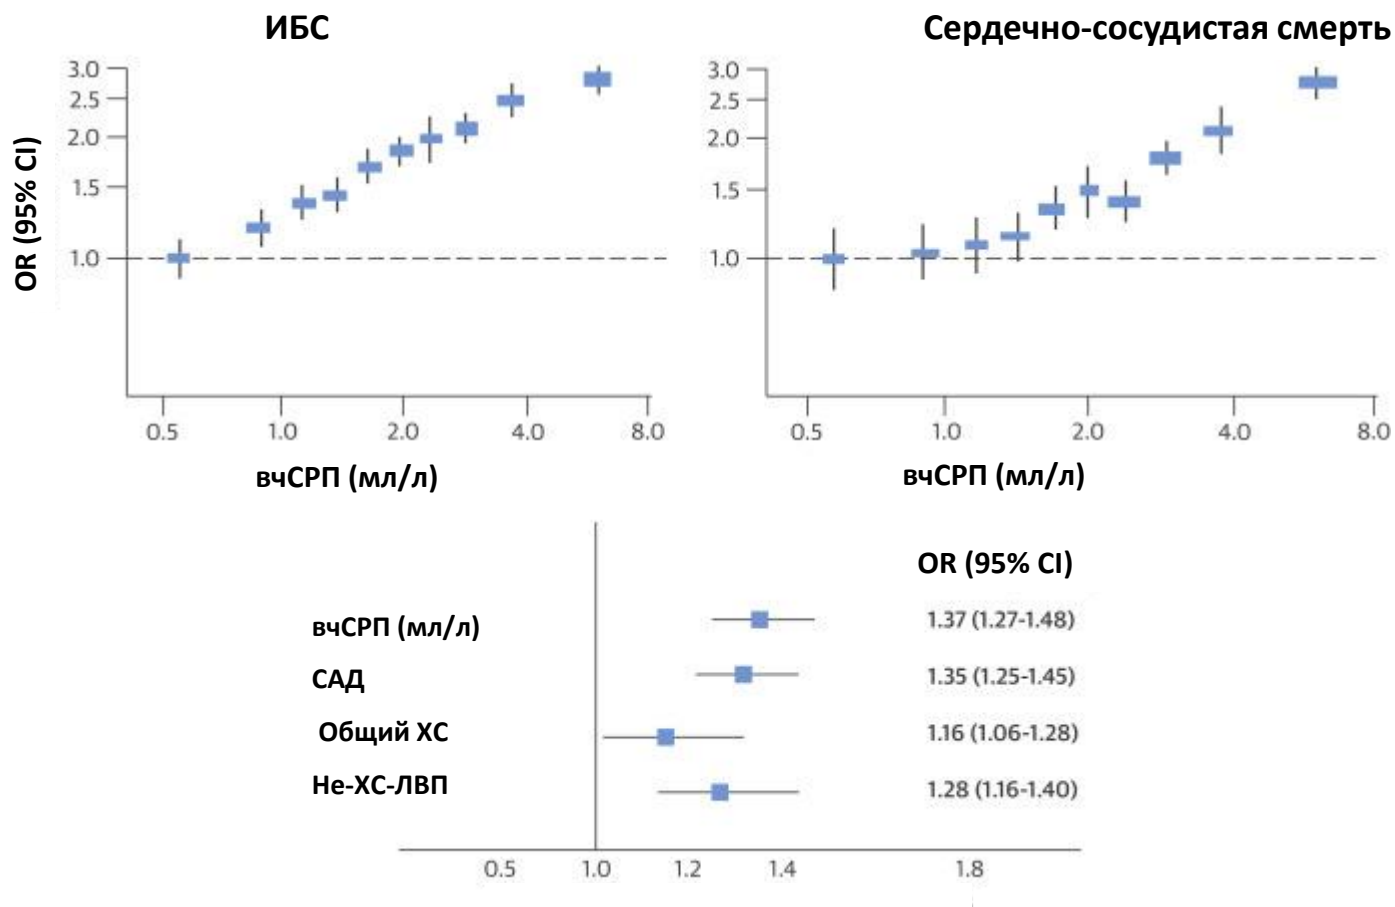 ИБС
Сердечно-сосудистая смерть
OR (95% CI)
3.0
2.5
2.0
1.5
1.0
0.5 1.0 2.0 4.0 8.0
вчСРП (мл/л)
3.0
2.5
2.0
1.5
1.0
0.5 1.0 2.0 4.0 8.0
вчСРП (мл/л)
OR (95% CI)
вчСРП (мл/л) 1.37 (1.27-1.48)
САД 1.35 (1.25-1.45)
Общий ХС 1.16 (1.06-1.28)
Не-ХС-ЛВП 1.28 (1.16-1.40)
0.5 1.0 1.2 1.4 1.8